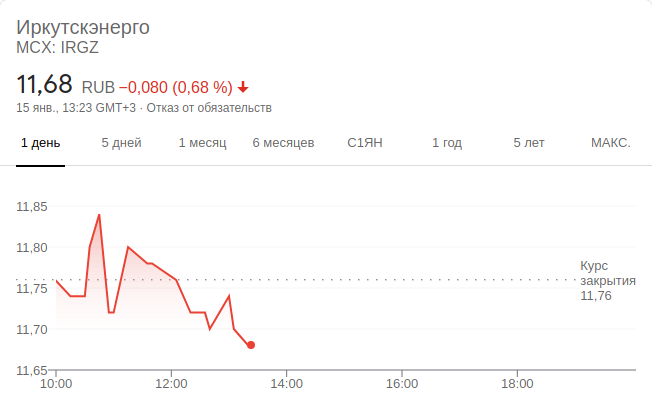 Иркутскэнерго
MCX: IRGZ
11,68 RUB −0,080 (0,68 %)
15 янв., 13:23 GMT+3 · Отказ от обязательств
1 день 5 дней 1 месяц 6 месяцев С1ЯН 1 год 5 лет МАКС.
11,85
11,80
11,75
11,70
11,65
Курс
закрытия
11,76
10:00 12:00 14:00 16:00 18:00